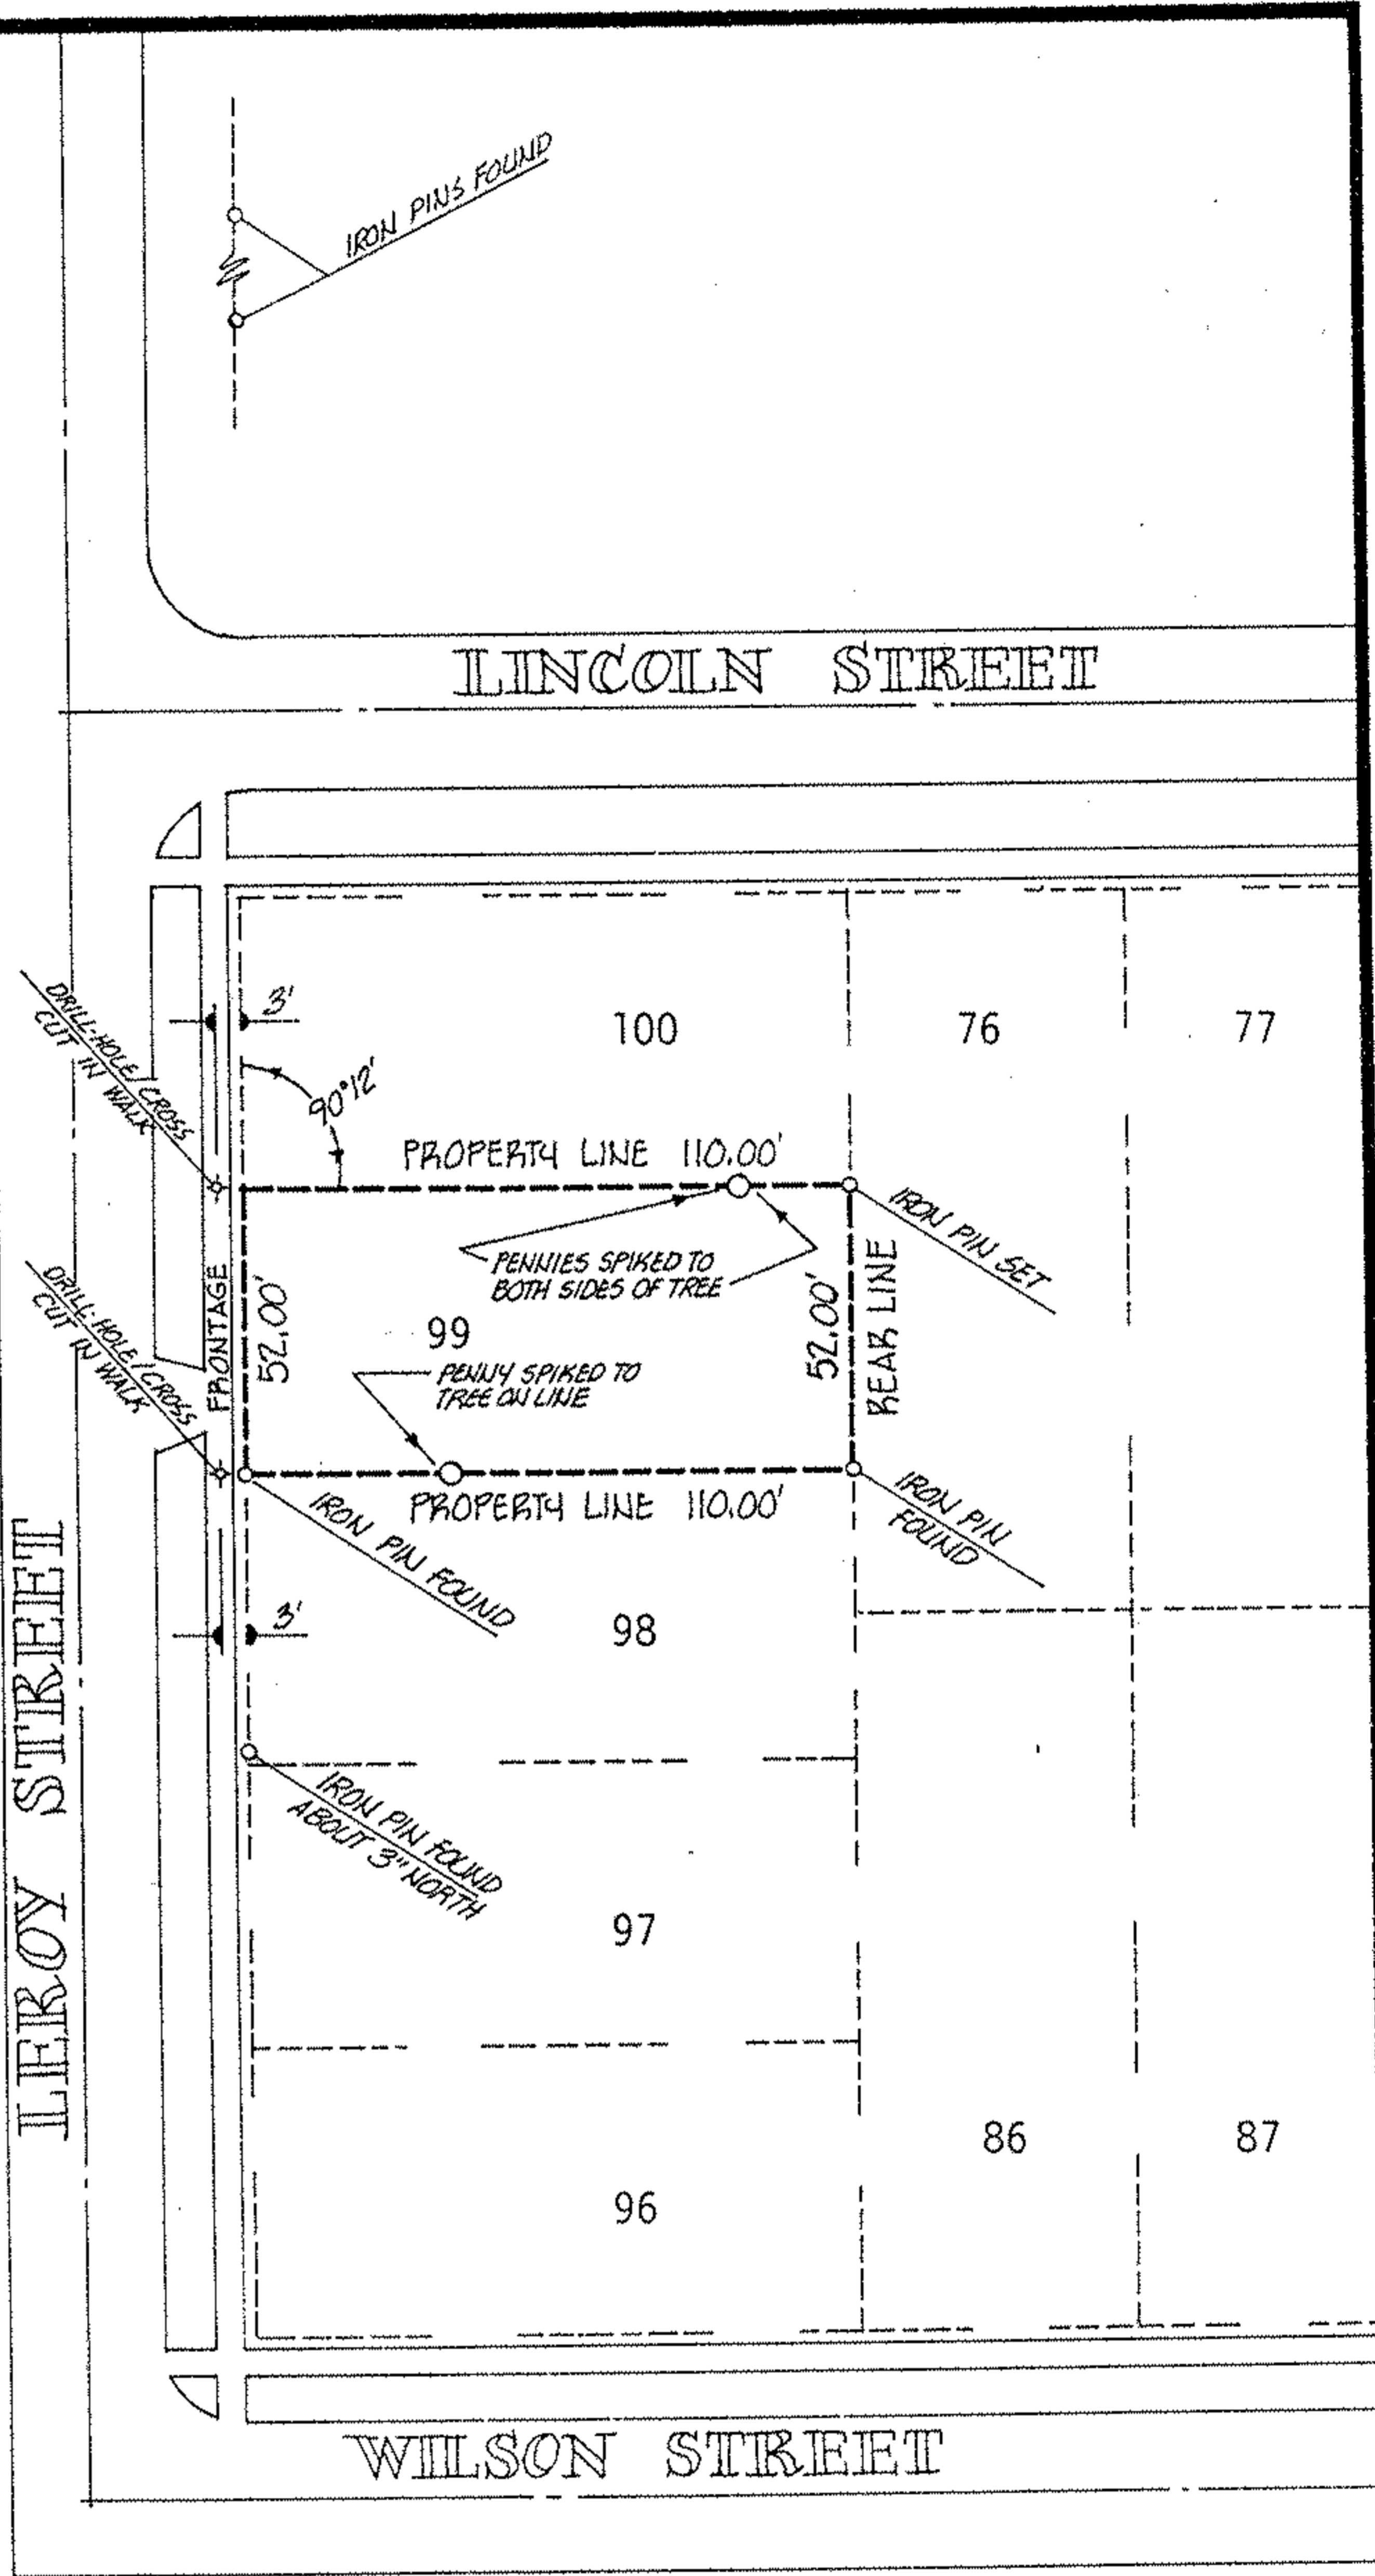 IRON PINS FOUND
LINCOLN STREET
3'
100
76
77
DRILL-HOLE/CROSS
CUT IN WALK
90°12'
PROPERTY LINE 110.00'
IRON PIN SET
PENNIES SPIKED TO
BOTH SIDES OF TREE
DRILL-HOLE/CROSS
CUT IN WALK
FRONTAGE
52.00'
99
52.00'
REAR LINE
PENNY SPIKED TO
TREE ON LINE
PROPERTY LINE 110.00'
IRON PIN
FOUND
IRON PIN FOUND
3'
98
LEROY STREET
IRON PIN FOUND
ABOUT 3" NORTH
97
86
87
96
WILSON STREET